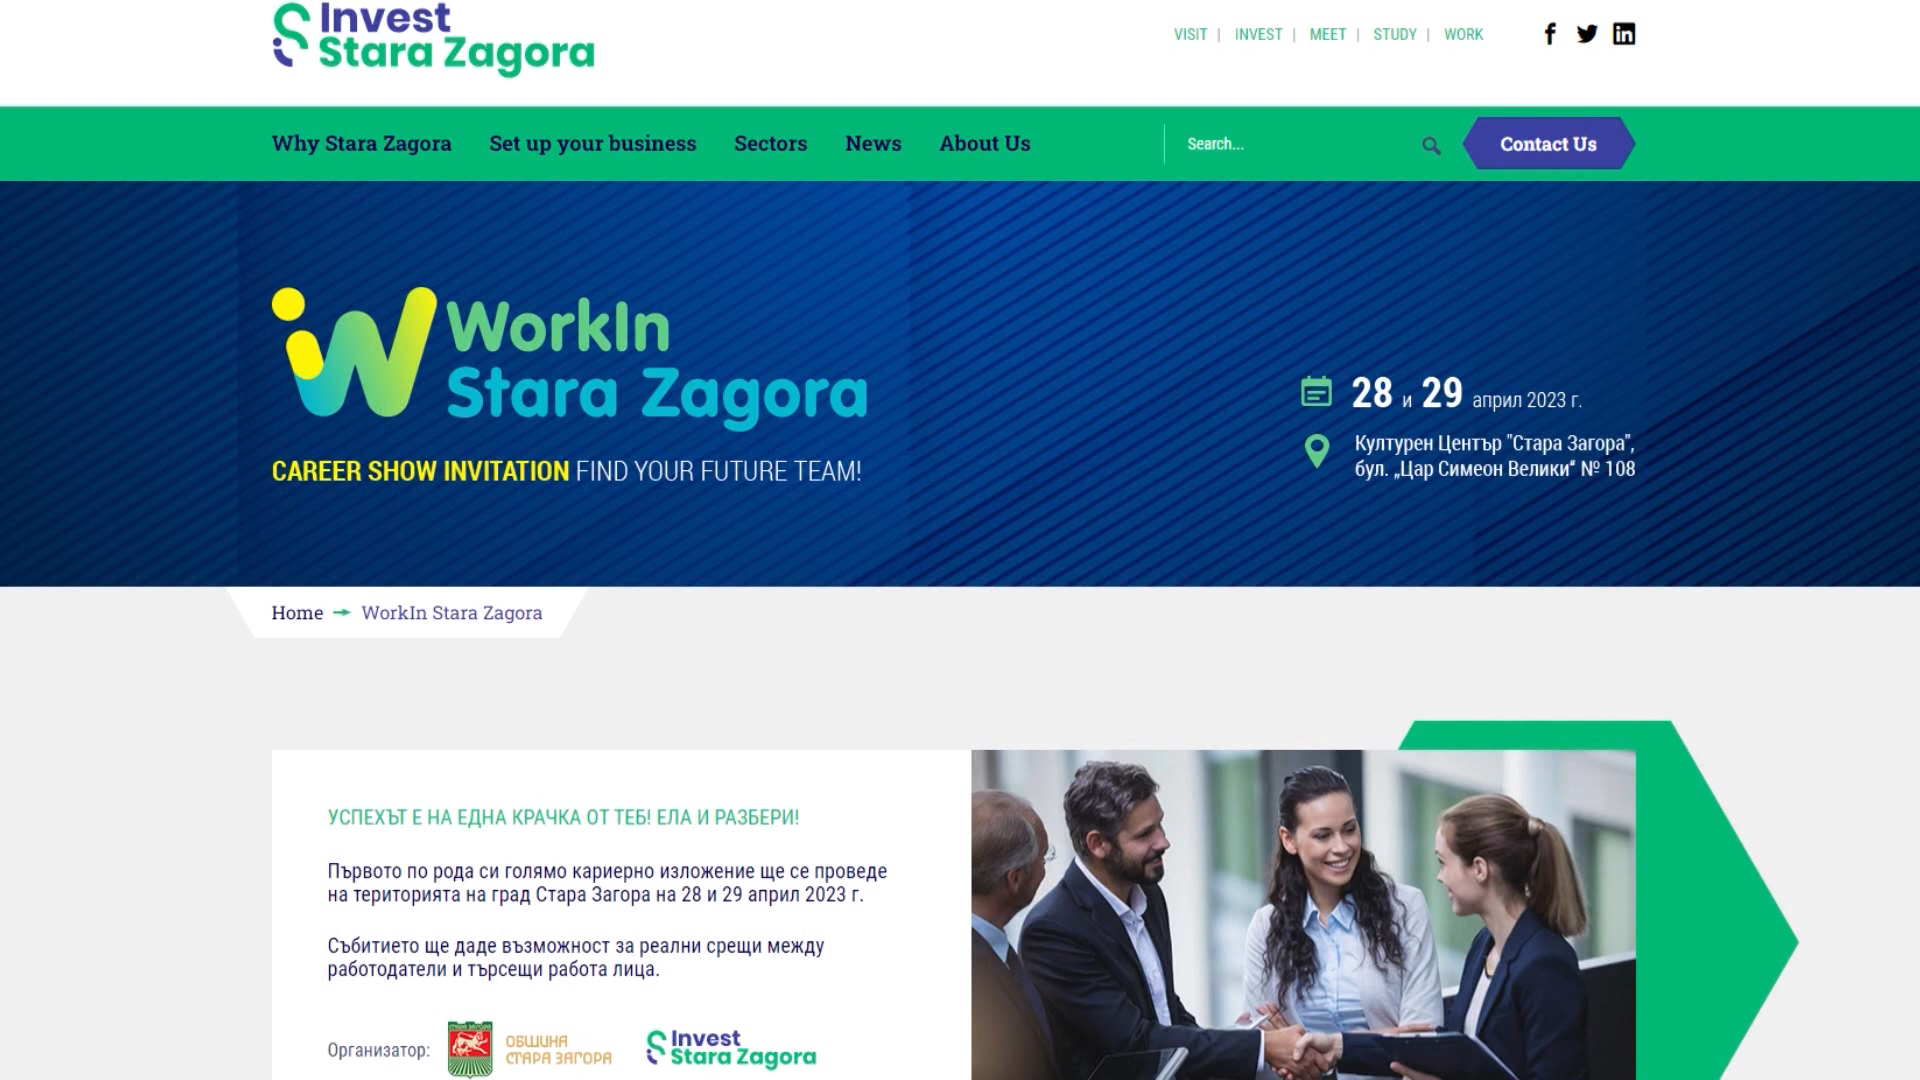 Invest
Stara Zagora
VISIT | INVEST | MEET | STUDY | WORK
Why Stara Zagora Set up your business Sectors News About Us Search... Contact Us
WorkIn
Stara Zagora
CAREER SHOW INVITATION FIND YOUR FUTURE TEAM!
28 и 29 април 2023 г.
Културен Център "Стара Загора",
бул. „Цар Симеон Велики“ № 108
Home WorkIn Stara Zagora
УСПЕХЪТ Е НА ЕДНА КРАЧКА ОТ ТЕБ! ЕЛА И РАЗБЕРИ!
Първото по рода си голямо кариерно изложение ще се проведе
на територията на град Стара Загора на 28 и 29 април 2023 г.
Събитието ще даде възможност за реални срещи между
работодатели и търсещи работа лица.
Организатор:
СТАРА ЗАГОРА
ОБЩИНА
СТАРА ЗАГОРА
Invest
Stara Zagora